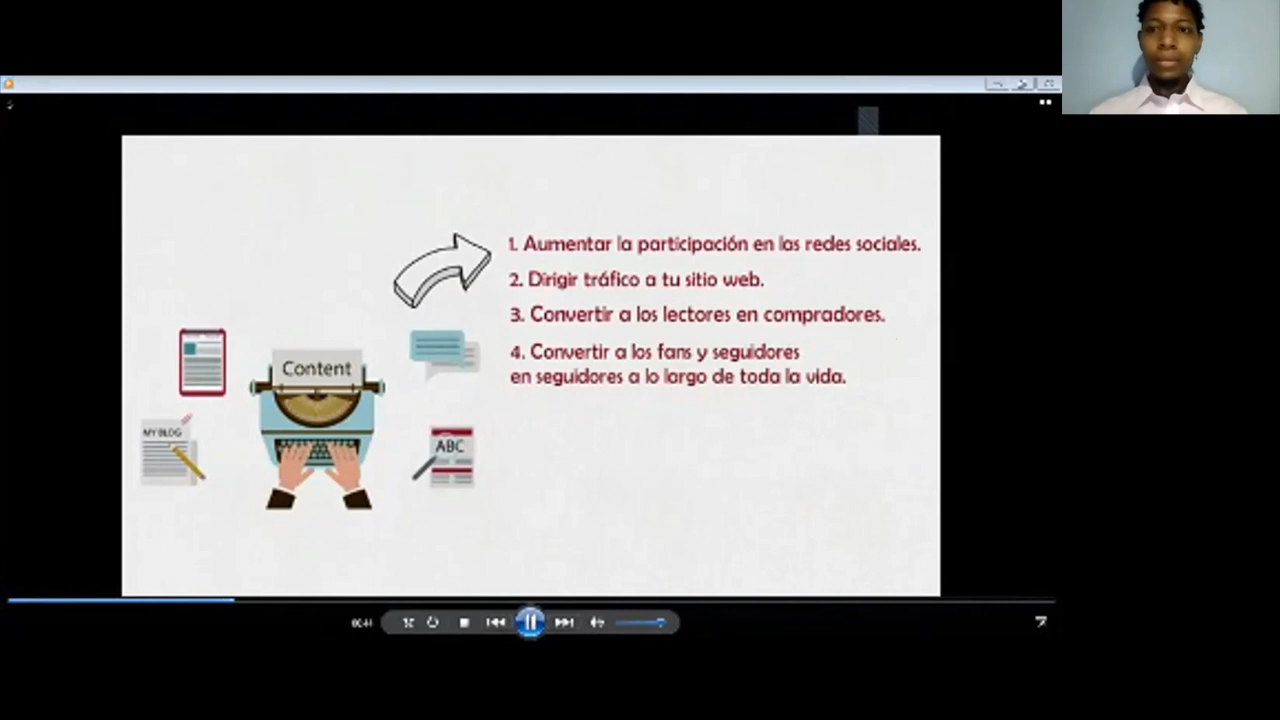 1. Aumentar la participación en las redes sociales.
2. Dirigir tráfico a tu sitio web.
3. Convertir a los lectores en compradores.
4. Convertir a los fans y seguidores
en seguidores a lo largo de toda la vida.
Content
MY BLOG
ABC